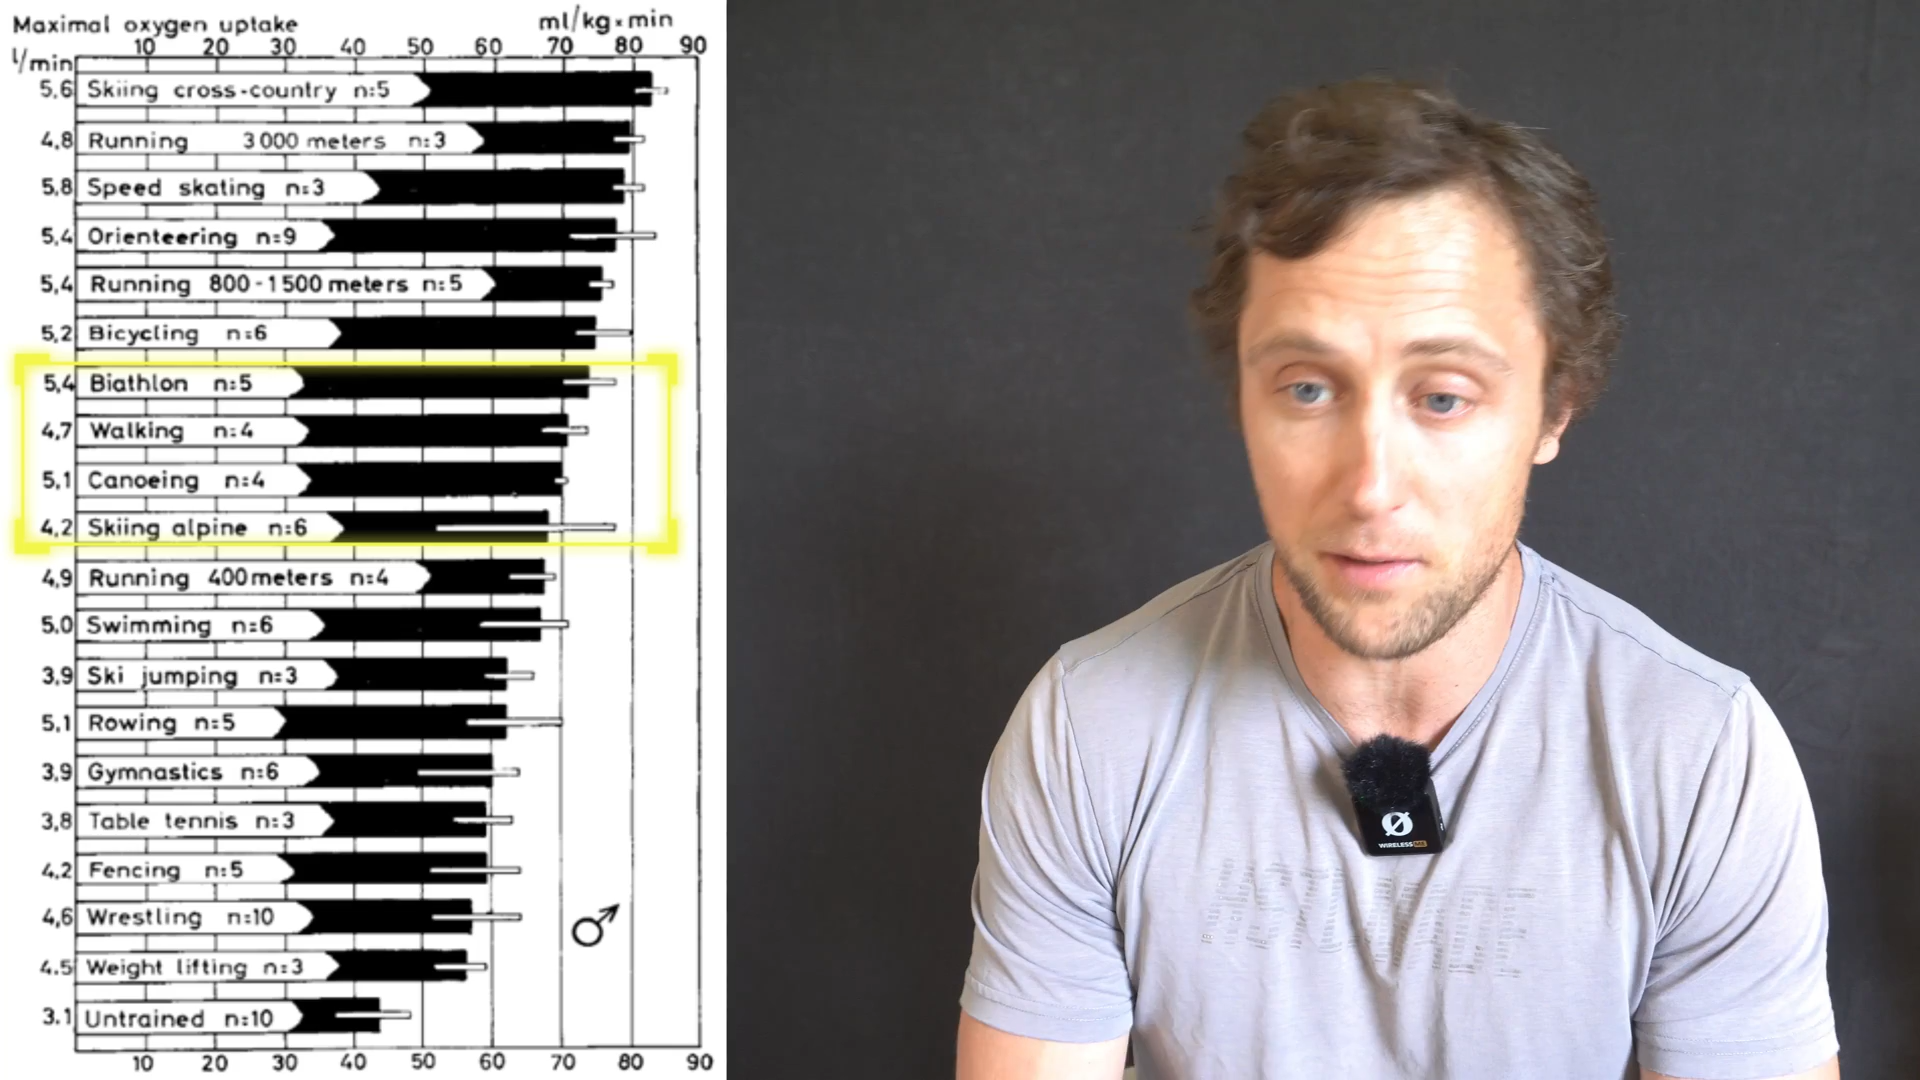 Maximal oxygen uptake ml/kg×min
10 20 30 40 50 60 70 80 90
l/min
5,6 Skiing cross-country n:5
4,8 Running 3000 meters n:3
5,8 Speed skating n:3
5,4 Orienteering n=9
5,4 Running 800-1500 meters n:5
5,2 Bicycling n:6
5,4 Biathlon n:5
4,7 Walking n:4
5,1 Canoeing n:4
4,2 Skiing alpine n:6
4,9 Running 400 meters n:4
5,0 Swimming n:6
3,9 Ski jumping n:3
5,1 Rowing n:5
3,9 Gymnastics n:6
3,8 Table tennis n:3
4,2 Fencing n:5
4,6 Wrestling n=10
4.5 Weight lifting n:3
3.1 Untrained n=10
10 20 30 40 50 60 70 80 90
WIRELESS ME